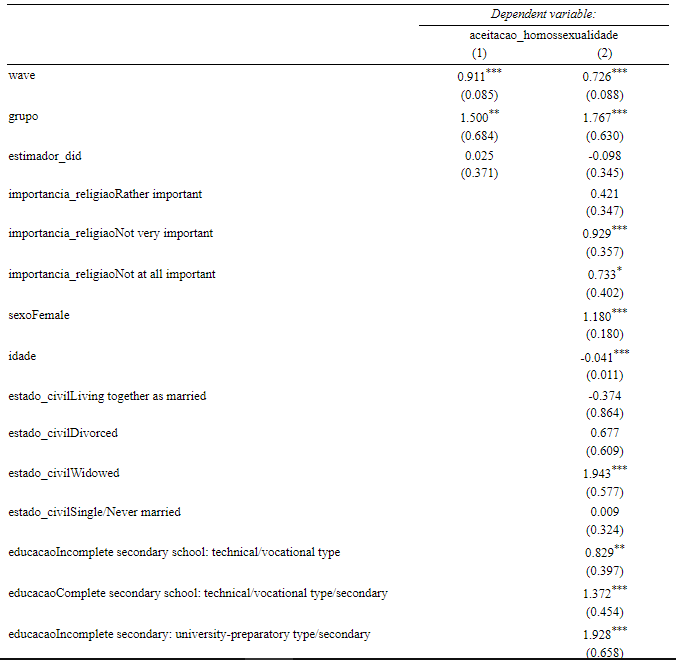 Dependent variable:
aceitacao_homossexualidade
(1) (2)
wave 0.911*** 0.726***
(0.085) (0.088)
grupo 1.500** 1.767***
(0.684) (0.630)
estimador_did 0.025 -0.098
(0.371) (0.345)
importancia_religiaoRather important 0.421
(0.347)
importancia_religiaoNot very important 0.929***
(0.357)
importancia_religiaoNot at all important 0.733*
(0.402)
sexoFemale 1.180***
(0.180)
idade -0.041***
(0.011)
estado_civilLiving together as married -0.374
(0.864)
estado_civilDivorced 0.677
(0.609)
estado_civilWidowed 1.943***
(0.577)
estado_civilSingle/Never married 0.009
(0.324)
educacaoIncomplete secondary school: technical/vocational type 0.829**
(0.397)
educacaoComplete secondary school: technical/vocational type/secondary 1.372***
(0.454)
educacaoIncomplete secondary: university-preparatory type/secondary 1.928***
(0.658)